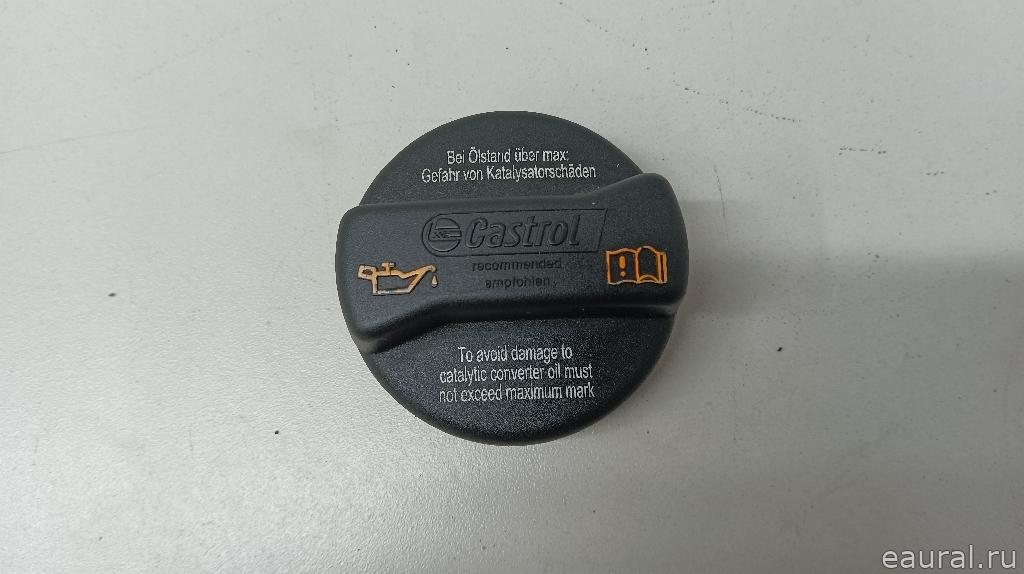 Bei Ölstand über max:
Gefahr von Katalysatorschäden
Castrol
recommended
empfohlen
To avoid damage to
catalytic converter oil must
not exceed maximum mark
eaural.ru